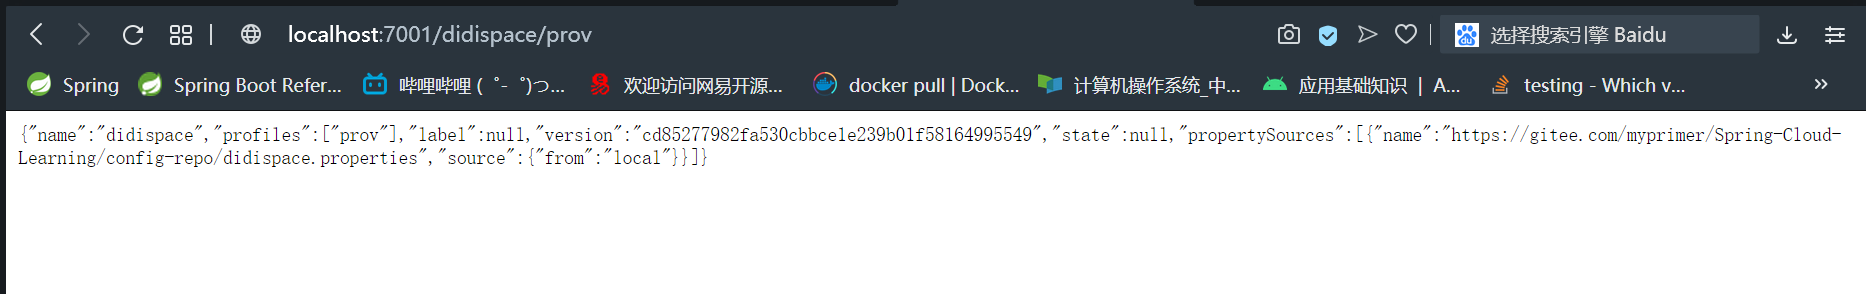 localhost:7001/didispace/prov
选择搜索引擎 Baidu
Spring
Spring Boot Refer...
哔哩哔哩 ( ゜- ゜)つ...
欢迎访问网易开源...
docker pull | Dock...
计算机操作系统_中...
应用基础知识 | A...
testing - Which v...
{"name":"didispace","profiles":["prov"],"label":null,"version":"cd85277982fa530cbbce1e239b01f58164995549","state":null,"propertySources":[{"name":"https://gitee.com/myprimer/Spring-Cloud-
Learning/config-repo/didispace.properties","source":{"from":"local"}}]}